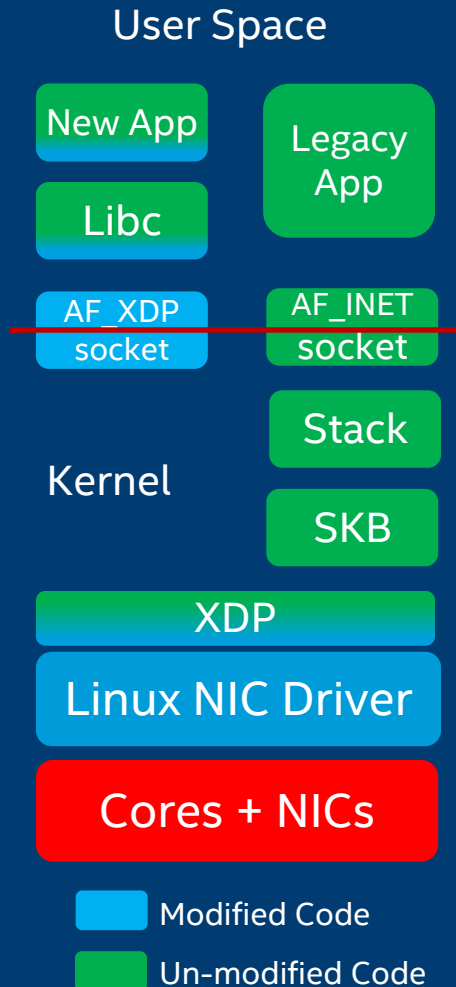 User Space
New App
Legacy
App
Libc
AF_XDP
socket
AF_INET
socket
Stack
Kernel
SKB
XDP
Linux NIC Driver
Cores + NICs
Modified Code
Un-modified Code